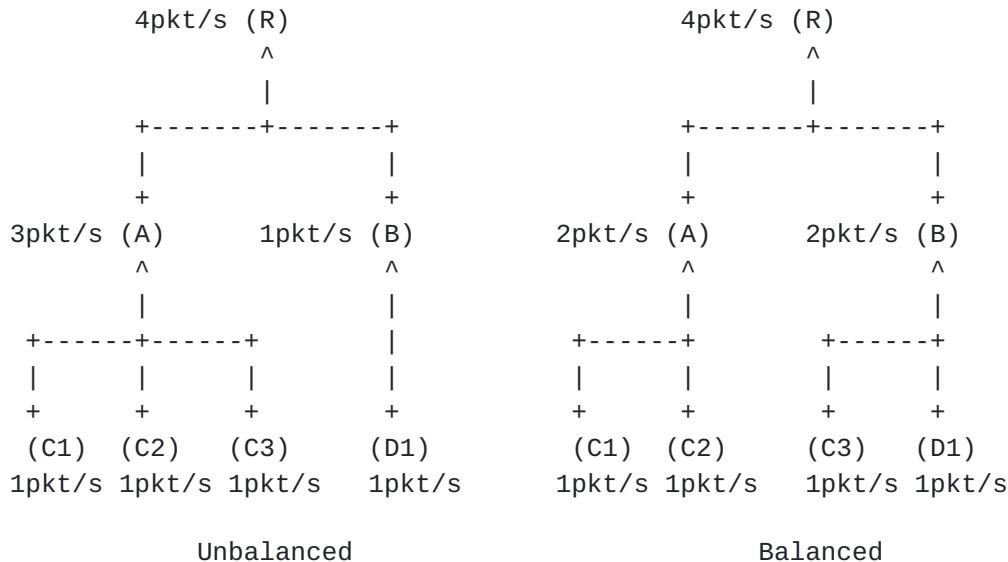 4pkt/s (R) 4pkt/s (R)
3pkt/s (A) 1pkt/s (B) 2pkt/s (A) 2pkt/s (B)
(C1) (C2) (C3) (D1) (C1) (C2) (C3) (D1)
1pkt/s 1pkt/s 1pkt/s 1pkt/s 1pkt/s 1pkt/s 1pkt/s 1pkt/s
Unbalanced Balanced